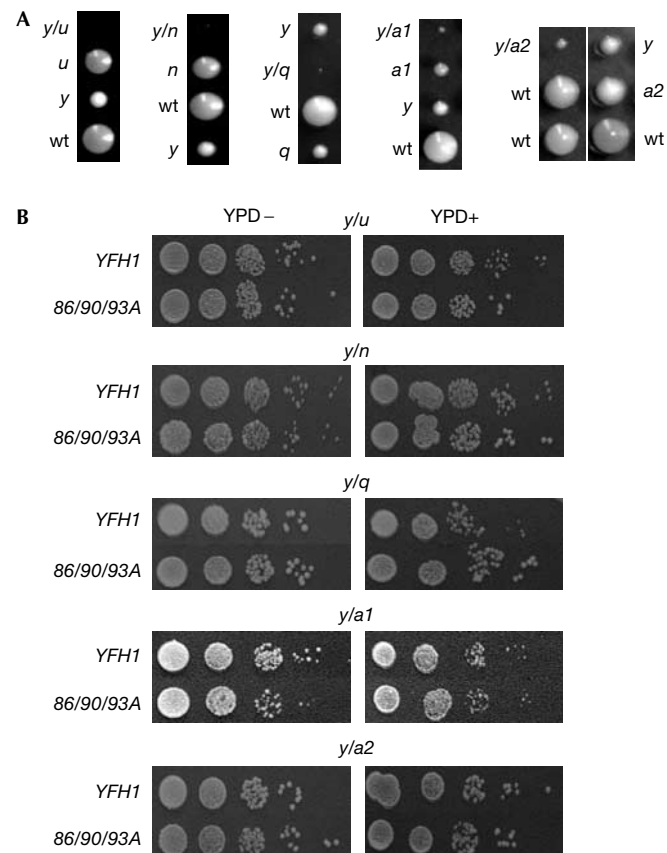 A
y/u
u
y
wt
y/n
n
wt
y
y
y/q
wt
q
y/a1
a1
y
wt
y/a2
wt
wt
y
a2
wt
B
YPD –
YPD+
y/u
YFH1
86/90/93A
y/n
YFH1
86/90/93A
y/q
YFH1
86/90/93A
y/a1
YFH1
86/90/93A
y/a2
YFH1
86/90/93A